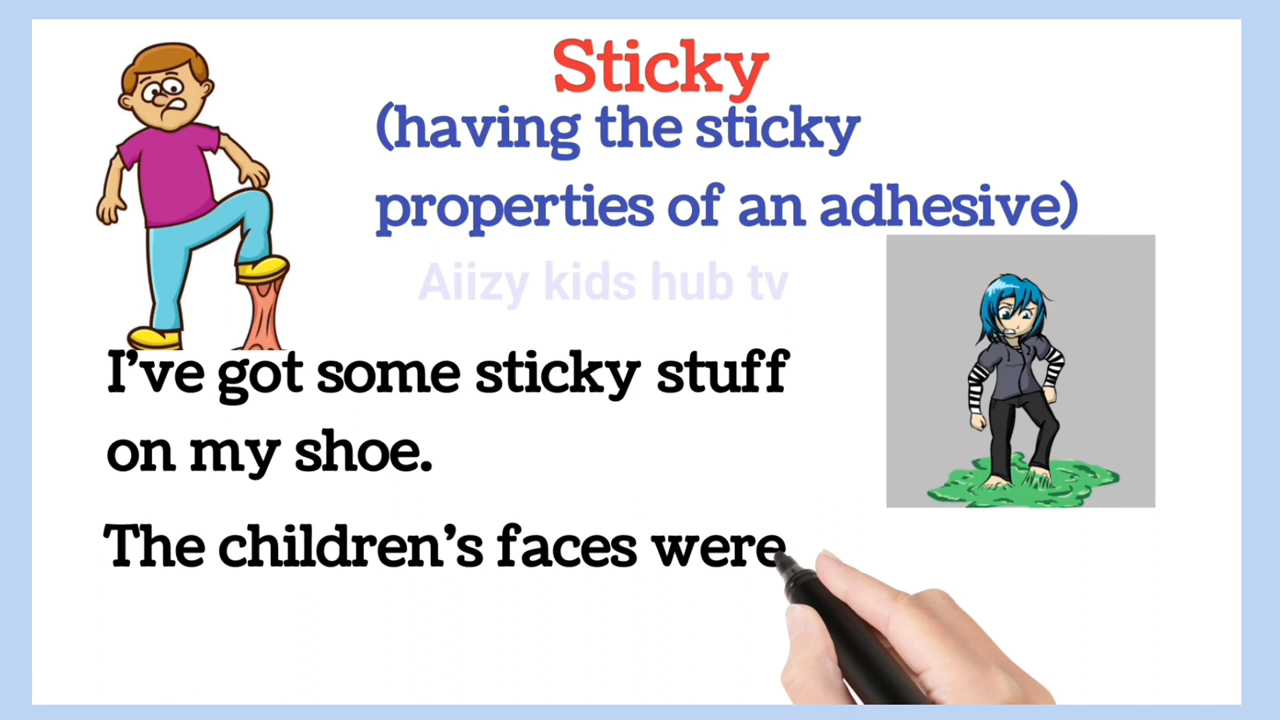 Sticky
(having the sticky
properties of an adhesive)
Aiizy kids hub tv
I've got some sticky stuff
on my shoe.
The children's faces were